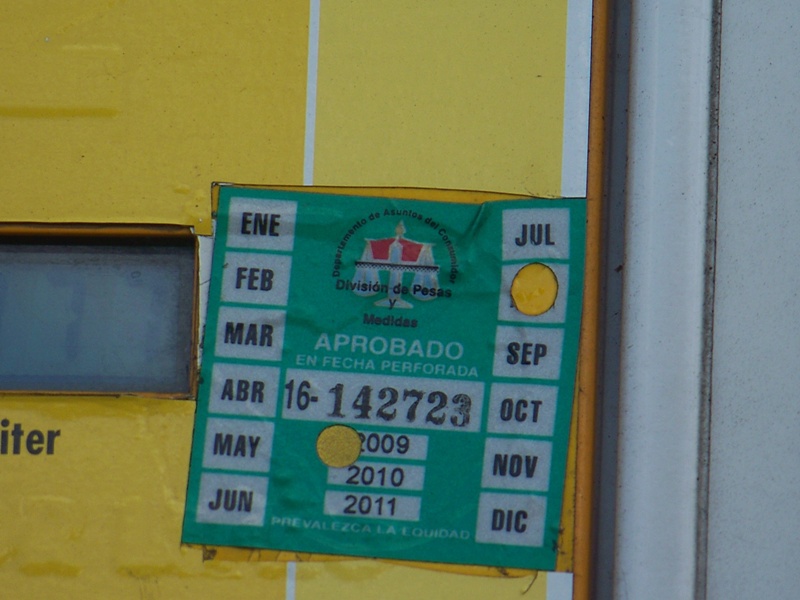 Departamento de Asuntos del Consumidor
División de Pesas
y
Medidas
APROBADO
EN FECHA PERFORADA
16-142723
2009
2010
2011
PREVALEZCA LA EQUIDAD
ENE
FEB
MAR
ABR
MAY
JUN
JUL
SEP
OCT
NOV
DIC
iter